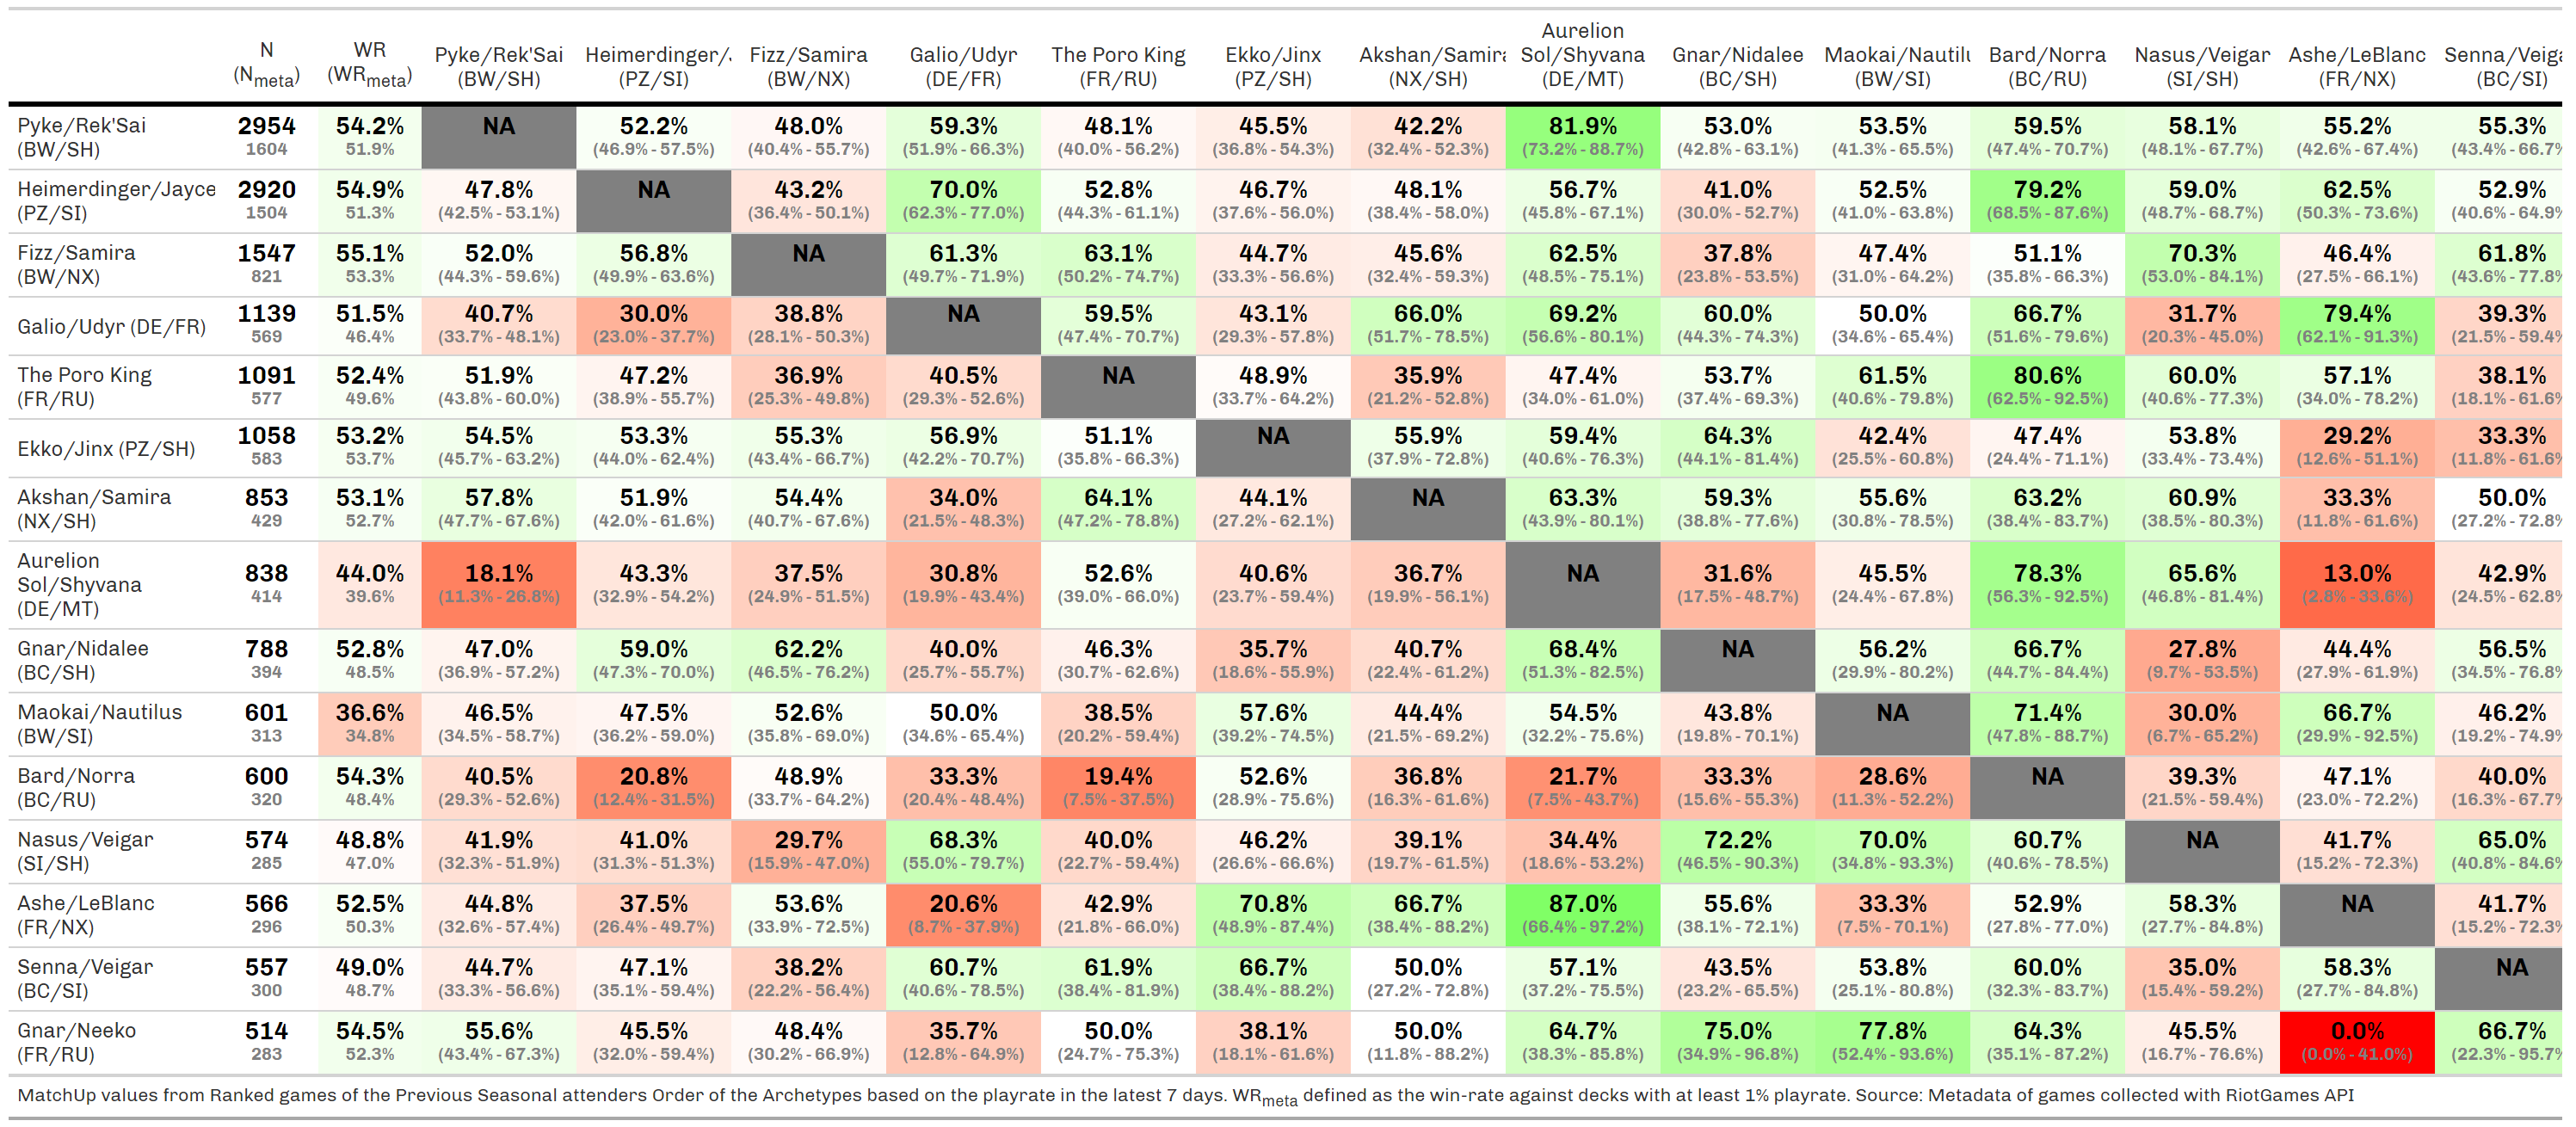 N (Nmeta) WR (WRmeta) Pyke/Rek'Sai (BW/SH) Heimerdinger/J (PZ/SI) Fizz/Samira (BW/NX) Galio/Udyr (DE/FR) The Poro King (FR/RU) Ekko/Jinx (PZ/SH) Akshan/Samira (NX/SH) Aurelion Sol/Shyvana (DE/MT) Gnar/Nidalee (BC/SH) Maokai/Nautilu (BW/SI) Bard/Norra (BC/RU) Nasus/Veigar (SI/SH) Ashe/LeBlanc (FR/NX) Senna/Veiga (BC/SI)
Pyke/Rek'Sai 2954 54.2% NA 52.2% 48.0% 59.3% 48.1% 45.5% 42.2% 81.9% 53.0% 53.5% 59.5% 58.1% 55.2% 55.3%
(BW/SH) 1604 51.9% (46.9% - 57.5%) (40.4% - 55.7%) (51.9% - 66.3%) (40.0% - 56.2%) (36.8% - 54.3%) (32.4% - 52.3%) (73.2% - 88.7%) (42.8% - 63.1%) (41.3% - 65.5%) (47.4% - 70.7%) (48.1% - 67.7%) (42.6% - 67.4%) (43.4% - 66.7%
Heimerdinger/Jayce 2920 54.9% 47.8% NA 43.2% 70.0% 52.8% 46.7% 48.1% 56.7% 41.0% 52.5% 79.2% 59.0% 62.5% 52.9%
(PZ/SI) 1504 51.3% (42.5% - 53.1%) (36.4% - 50.1%) (62.3% - 77.0%) (44.3% - 61.1%) (37.6% - 56.0%) (38.4% - 58.0%) (45.8% - 67.1%) (30.0% - 52.7%) (41.0% - 63.8%) (68.5% - 87.6%) (48.7% - 68.7%) (50.3% - 73.6%) (40.6% - 64.9%
Fizz/Samira 1547 55.1% 52.0% 56.8% NA 61.3% 63.1% 44.7% 45.6% 62.5% 37.8% 47.4% 51.1% 70.3% 46.4% 61.8%
(BW/NX) 821 53.3% (44.3% - 59.6%) (49.9% - 63.6%) (49.7% - 71.9%) (50.2% - 74.7%) (33.3% - 56.6%) (32.4% - 59.3%) (48.5% - 75.1%) (23.8% - 53.5%) (31.0% - 64.2%) (35.8% - 66.3%) (53.0% - 84.1%) (27.5% - 66.1%) (43.6% - 77.8%
Galio/Udyr (DE/FR) 1139 51.5% 40.7% 30.0% 38.8% NA 59.5% 43.1% 66.0% 69.2% 60.0% 50.0% 66.7% 31.7% 79.4% 39.3%
569 46.4% (33.7% - 48.1%) (23.0% - 37.7%) (28.1% - 50.3%) (47.4% - 70.7%) (29.3% - 57.8%) (51.7% - 78.5%) (56.6% - 80.1%) (44.3% - 74.3%) (34.6% - 65.4%) (51.6% - 79.6%) (20.3% - 45.0%) (62.1% - 91.3%) (21.5% - 59.4%
The Poro King 1091 52.4% 51.9% 47.2% 36.9% 40.5% NA 48.9% 35.9% 47.4% 53.7% 61.5% 80.6% 60.0% 57.1% 38.1%
(FR/RU) 577 49.6% (43.8% - 60.0%) (38.9% - 55.7%) (25.3% - 49.8%) (29.3% - 52.6%) (33.7% - 64.2%) (21.2% - 52.8%) (34.0% - 61.0%) (37.4% - 69.3%) (40.6% - 79.8%) (62.5% - 92.5%) (40.6% - 77.3%) (34.0% - 78.2%) (18.1% - 61.6%
Ekko/Jinx (PZ/SH) 1058 53.2% 54.5% 53.3% 55.3% 56.9% 51.1% NA 55.9% 59.4% 64.3% 42.4% 47.4% 53.8% 29.2% 33.3%
583 53.7% (45.7% - 63.2%) (44.0% - 62.4%) (43.4% - 66.7%) (42.2% - 70.7%) (35.8% - 66.3%) (37.9% - 72.8%) (40.6% - 76.3%) (44.1% - 81.4%) (25.5% - 60.8%) (24.4% - 71.1%) (33.4% - 73.4%) (12.6% - 51.1%) (11.8% - 61.6%
Akshan/Samira 853 53.1% 57.8% 51.9% 54.4% 34.0% 64.1% 44.1% NA 63.3% 59.3% 55.6% 63.2% 60.9% 33.3% 50.0%
(NX/SH) 429 52.7% (47.7% - 67.6%) (42.0% - 61.6%) (40.7% - 67.6%) (21.5% - 48.3%) (47.2% - 78.8%) (27.2% - 62.1%) (43.9% - 80.1%) (38.8% - 77.6%) (30.8% - 78.5%) (38.4% - 83.7%) (38.5% - 80.3%) (11.8% - 61.6%) (27.2% - 72.8%
Aurelion Sol/Shyvana (DE/MT) 838 44.0% 18.1% 43.3% 37.5% 30.8% 52.6% 40.6% 36.7% NA 31.6% 45.5% 78.3% 65.6% 13.0% 42.9%
414 39.6% (11.3% - 26.8%) (32.9% - 54.2%) (24.9% - 51.5%) (19.9% - 43.4%) (39.0% - 66.0%) (23.7% - 59.4%) (19.9% - 56.1%) (17.5% - 48.7%) (24.4% - 67.8%) (56.3% - 92.5%) (46.8% - 81.4%) (2.8% - 33.6%) (24.5% - 62.8%
Gnar/Nidalee 788 52.8% 47.0% 59.0% 62.2% 40.0% 46.3% 35.7% 40.7% 68.4% NA 56.2% 66.7% 27.8% 44.4% 56.5%
(BC/SH) 394 48.5% (36.9% - 57.2%) (47.3% - 70.0%) (46.5% - 76.2%) (25.7% - 55.7%) (30.7% - 62.6%) (18.6% - 55.9%) (22.4% - 61.2%) (51.3% - 82.5%) (29.9% - 80.2%) (44.7% - 84.4%) (9.7% - 53.5%) (27.9% - 61.9%) (34.5% - 76.8%
Maokai/Nautilus 601 36.6% 46.5% 47.5% 52.6% 50.0% 38.5% 57.6% 44.4% 54.5% 43.8% NA 71.4% 30.0% 66.7% 46.2%
(BW/SI) 313 34.8% (34.5% - 58.7%) (36.2% - 59.0%) (35.8% - 69.0%) (34.6% - 65.4%) (20.2% - 59.4%) (39.2% - 74.5%) (21.5% - 69.2%) (32.2% - 75.6%) (19.8% - 70.1%) (47.8% - 88.7%) (6.7% - 65.2%) (29.9% - 92.5%) (19.2% - 74.9%
Bard/Norra 600 54.3% 40.5% 20.8% 48.9% 33.3% 19.4% 52.6% 36.8% 21.7% 33.3% 28.6% NA 39.3% 47.1% 40.0%
(BC/RU) 320 48.4% (29.3% - 52.6%) (12.4% - 31.5%) (33.7% - 64.2%) (20.4% - 48.4%) (7.5% - 37.5%) (28.9% - 75.6%) (16.3% - 61.6%) (7.5% - 43.7%) (15.6% - 55.3%) (11.3% - 52.2%) (21.5% - 59.4%) (23.0% - 72.2%) (16.3% - 67.7%
Nasus/Veigar 574 48.8% 41.9% 41.0% 29.7% 68.3% 40.0% 46.2% 39.1% 34.4% 72.2% 70.0% 60.7% NA 41.7% 65.0%
(SI/SH) 285 47.0% (32.3% - 51.9%) (31.3% - 51.3%) (15.9% - 47.0%) (55.0% - 79.7%) (22.7% - 59.4%) (26.6% - 66.6%) (19.7% - 61.5%) (18.6% - 53.2%) (46.5% - 90.3%) (34.8% - 93.3%) (40.6% - 78.5%) (15.2% - 72.3%) (40.8% - 84.6%
Ashe/LeBlanc 566 52.5% 44.8% 37.5% 53.6% 20.6% 42.9% 70.8% 66.7% 87.0% 55.6% 33.3% 52.9% 58.3% NA 41.7%
(FR/NX) 296 50.3% (32.6% - 57.4%) (26.4% - 49.7%) (33.9% - 72.5%) (8.7% - 37.9%) (21.8% - 66.0%) (48.9% - 87.4%) (38.4% - 88.2%) (66.4% - 97.2%) (38.1% - 72.1%) (7.5% - 70.1%) (27.8% - 77.0%) (27.7% - 84.8%) (15.2% - 72.3%
Senna/Veigar 557 49.0% 44.7% 47.1% 38.2% 60.7% 61.9% 66.7% 50.0% 57.1% 43.5% 53.8% 60.0% 35.0% 58.3% NA
(BC/SI) 300 48.7% (33.3% - 56.6%) (35.1% - 59.4%) (22.2% - 56.4%) (40.6% - 78.5%) (38.4% - 81.9%) (38.4% - 88.2%) (27.2% - 72.8%) (37.2% - 75.5%) (23.2% - 65.5%) (25.1% - 80.8%) (32.3% - 83.7%) (15.4% - 59.2%) (27.7% - 84.8%)
Gnar/Neeko 514 54.5% 55.6% 45.5% 48.4% 35.7% 50.0% 38.1% 50.0% 64.7% 75.0% 77.8% 64.3% 45.5% 0.0% 66.7%
(FR/RU) 283 52.3% (43.4% - 67.3%) (32.0% - 59.4%) (30.2% - 66.9%) (12.8% - 64.9%) (24.7% - 75.3%) (18.1% - 61.6%) (11.8% - 88.2%) (38.3% - 85.8%) (34.9% - 96.8%) (52.4% - 93.6%) (35.1% - 87.2%) (16.7% - 76.6%) (0.0% - 41.0%) (22.3% - 95.7%
MatchUp values from Ranked games of the Previous Seasonal attenders Order of the Archetypes based on the playrate in the latest 7 days. WRmeta defined as the win-rate against decks with at least 1% playrate. Source: Metadata of games collected with RiotGames API